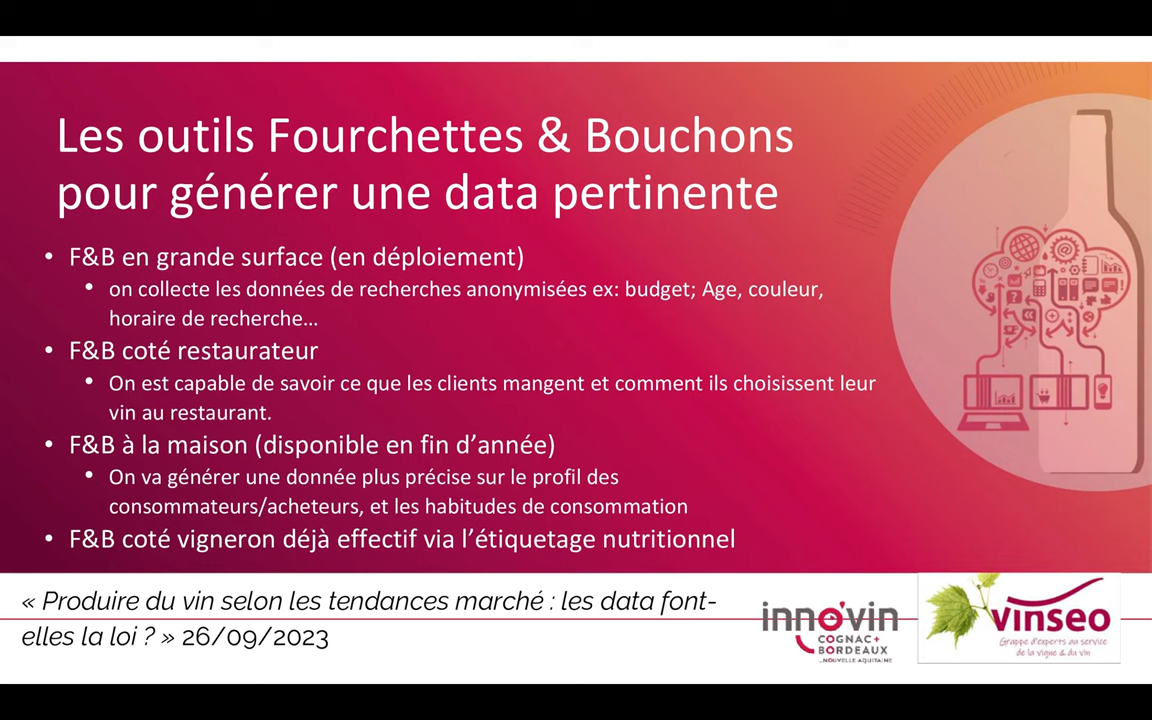 Les outils Fourchettes & Bouchons
pour générer une data pertinente
• F&B en grande surface (en déploiement)
• on collecte les données de recherches anonymisées ex: budget; Age, couleur,
horaire de recherche...
• F&B coté restaurateur
• On est capable de savoir ce que les clients mangent et comment ils choisissent leur
vin au restaurant.
• F&B à la maison (disponible en fin d’année)
• On va générer une donnée plus précise sur le profil des
consommateurs/acheteurs, et les habitudes de consommation
• F&B coté vigneron déjà effectif via l’étiquetage nutritionnel
« Produire du vin selon les tendances marché : les data font-
elles la loi ? » 26/09/2023
inno'vin
COGNAC+
BORDEAUX
...NOUVELLE AQUITAINE
vinseo
Grappe d'experts au service
de la vigne & du vin